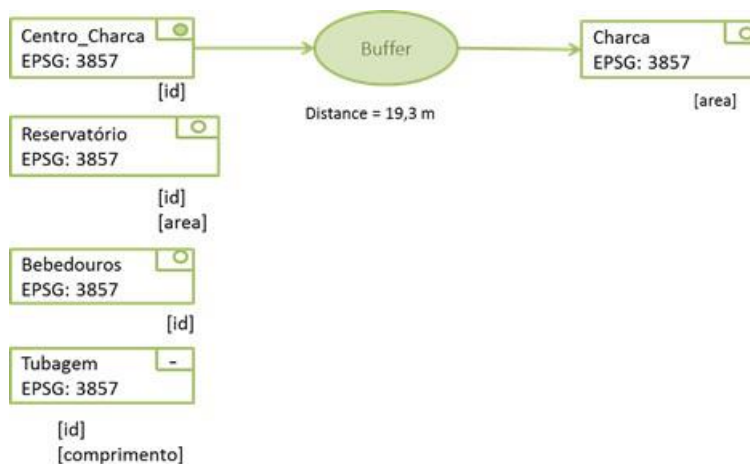 Centro_Charca
EPSG: 3857
[id]
Buffer
Distance = 19,3 m
Charca
EPSG: 3857
[area]
Reservatório
EPSG: 3857
[id]
[area]
Bebedouros
EPSG: 3857
[id]
Tubagem
-
EPSG: 3857
[id]
[comprimento]